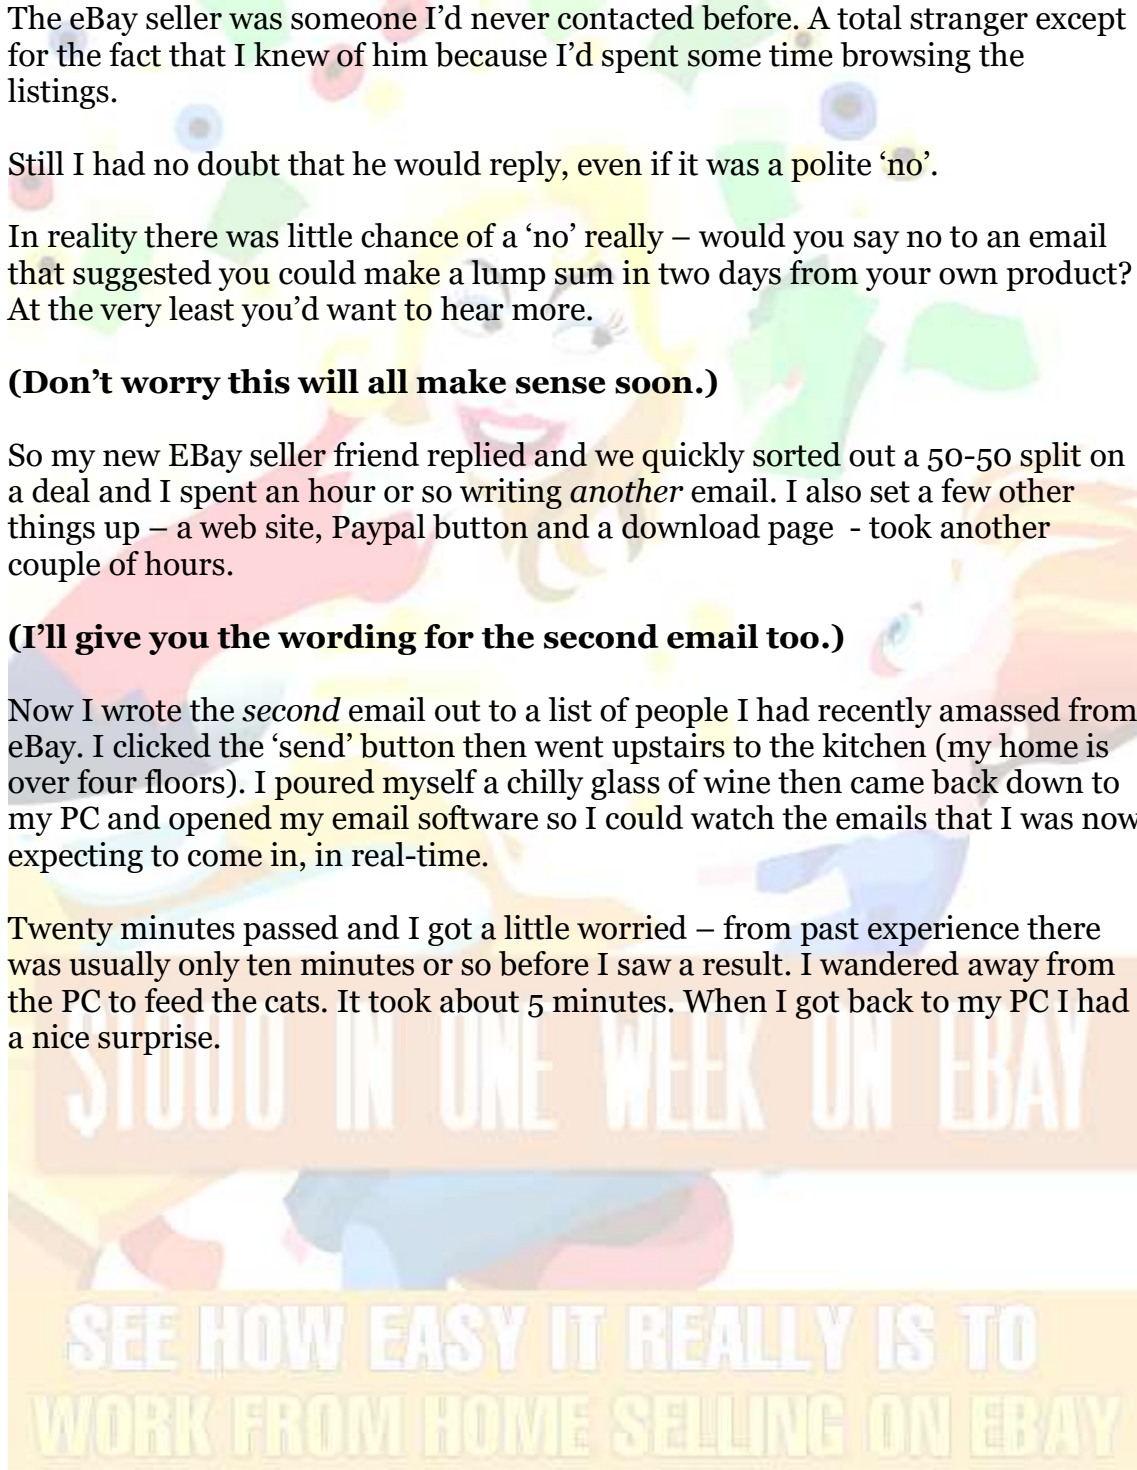 The eBay seller was someone I’d never contacted before. A total stranger except
for the fact that I knew of him because I’d spent some time browsing the
listings.
Still I had no doubt that he would reply, even if it was a polite ‘no’.
In reality there was little chance of a ‘no’ really – would you say no to an email
that suggested you could make a lump sum in two days from your own product?
At the very least you’d want to hear more.
(Don’t worry this will all make sense soon.)
So my new EBay seller friend replied and we quickly sorted out a 50-50 split on
a deal and I spent an hour or so writing another email. I also set a few other
things up – a web site, Paypal button and a download page  - took another
couple of hours.
(I’ll give you the wording for the second email too.)
Now I wrote the second email out to a list of people I had recently amassed from
eBay. I clicked the ‘send’ button then went upstairs to the kitchen (my home is
over four floors). I poured myself a chilly glass of wine then came back down to
my PC and opened my email software so I could watch the emails that I was now
expecting to come in, in real-time.
Twenty minutes passed and I got a little worried – from past experience there
was usually only ten minutes or so before I saw a result. I wandered away from
the PC to feed the cats. It took about 5 minutes. When I got back to my PC I had
a nice surprise.
$1000 IN ONE WEEK ON EBAY
SEE HOW EASY IT REALLY IS TO
WORK FROM HOME SELLING ON EBAY